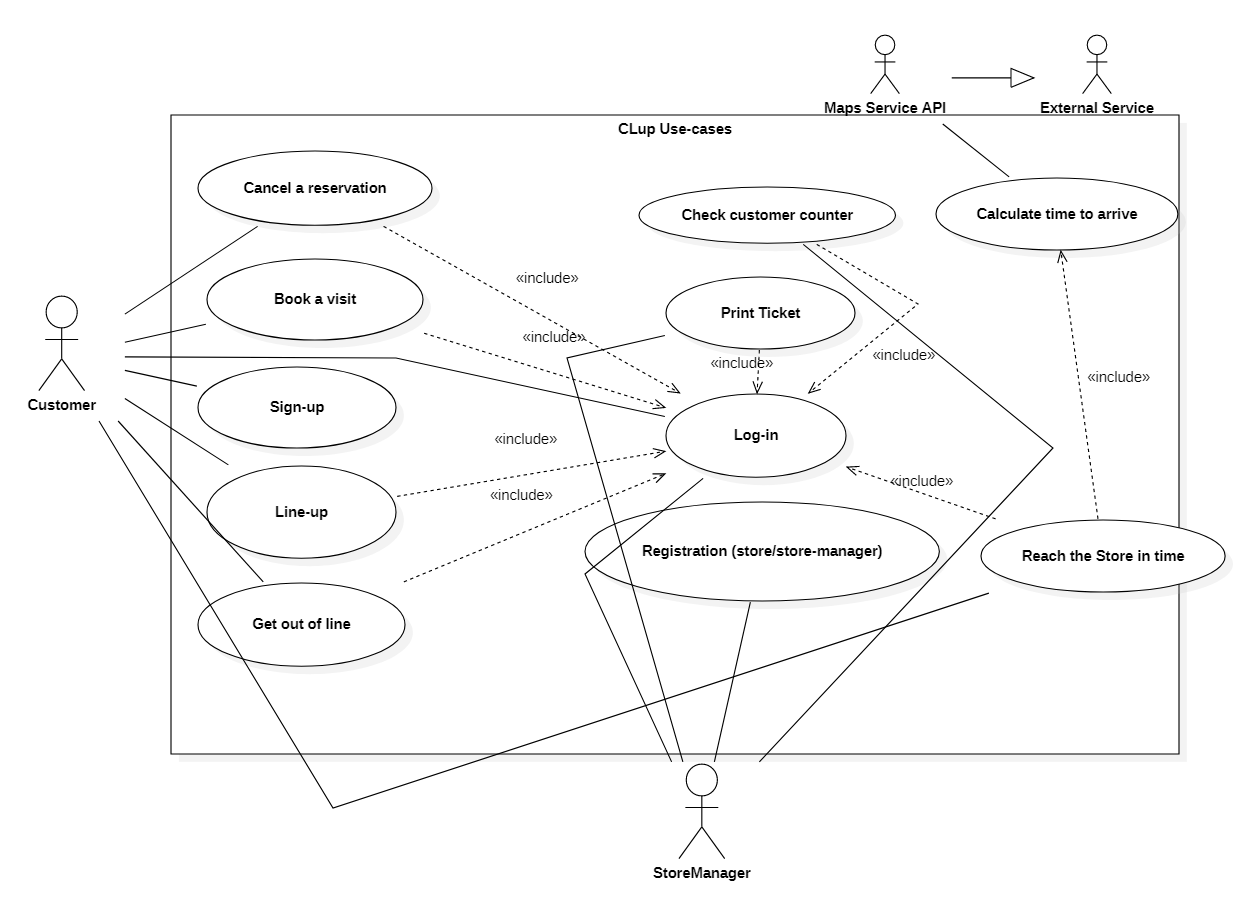 Maps Service API
External Service
CLup Use-cases
Cancel a reservation
Check customer counter
Calculate time to arrive
«include»
Book a visit
Print Ticket
«include»
«include»
«include»
«include»
Customer
Sign-up
Log-in
«include»
«include»
«include»
Line-up
Registration (store/store-manager)
Reach the Store in time
Get out of line
StoreManager